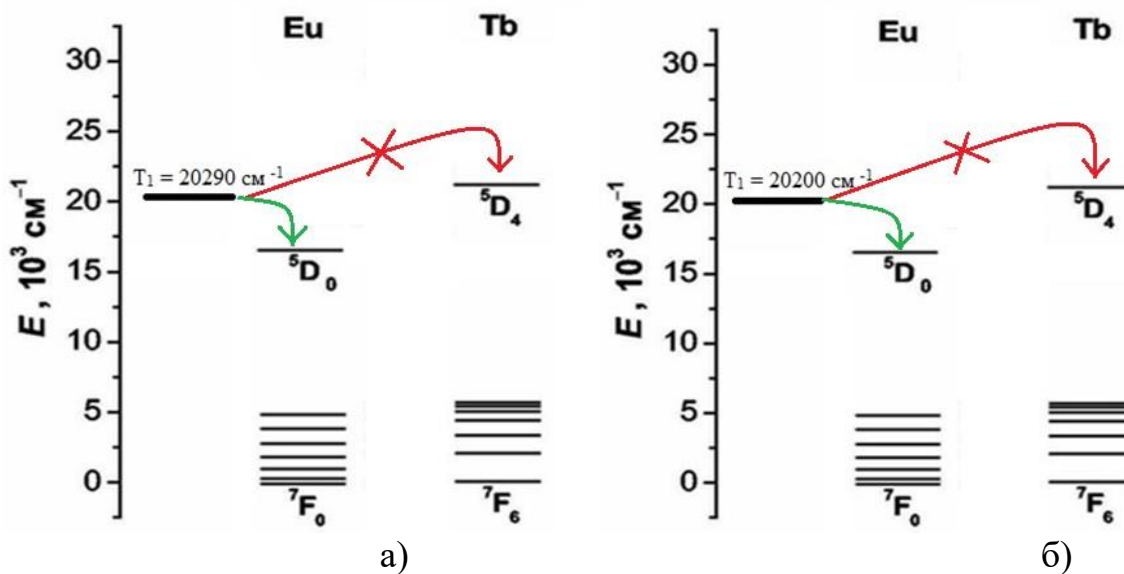 Eu Tb
30
25
20
15
10
5
0
E , 10³ см⁻¹
T₁ = 20290 см⁻¹
⁵D₄
⁵D₀
⁷F₀
⁷F₆
а)
Eu Tb
30
25
20
15
10
5
0
E , 10³ см⁻¹
T₁ = 20200 см⁻¹
⁵D₄
⁵D₀
⁷F₀
⁷F₆
б)